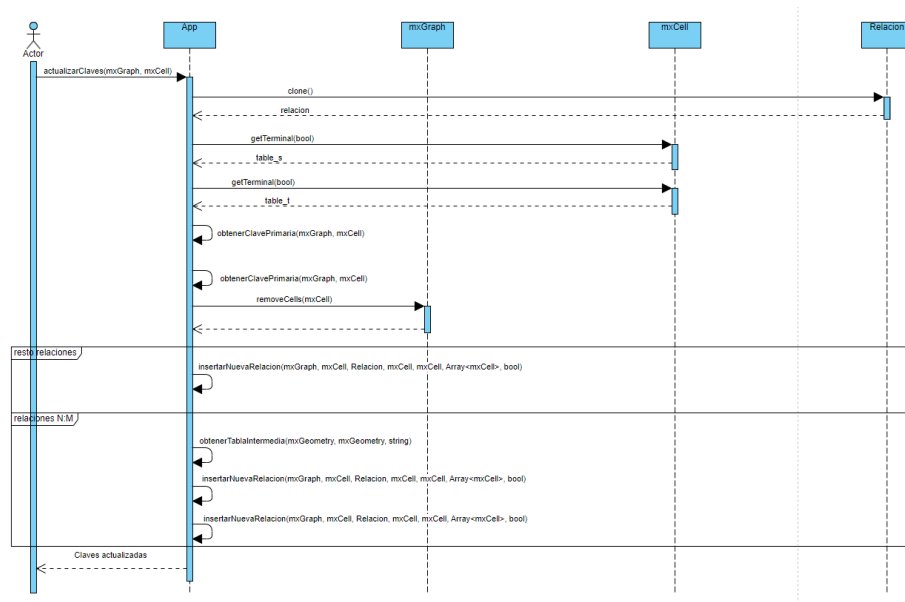 App
mxGraph
mxCell
Relacion
Actor
actualizarClaves(mxGraph, mxCell)
clone()
relacion
getTerminal(bool)
table_s
getTerminal(bool)
table_t
obtenerClavePrimaria(mxGraph, mxCell)
obtenerClavePrimaria(mxGraph, mxCell)
removeCells(mxCell)
resto relaciones
insertarNuevaRelacion(mxGraph, mxCell, Relacion, mxCell, mxCell, Array<mxCell>, bool)
relaciones N:M
obtenerTablaIntermedia(mxGeometry, mxGeometry, string)
insertarNuevaRelacion(mxGraph, mxCell, Relacion, mxCell, mxCell, Array<mxCell>, bool)
insertarNuevaRelacion(mxGraph, mxCell, Relacion, mxCell, mxCell, Array<mxCell>, bool)
Claves actualizadas